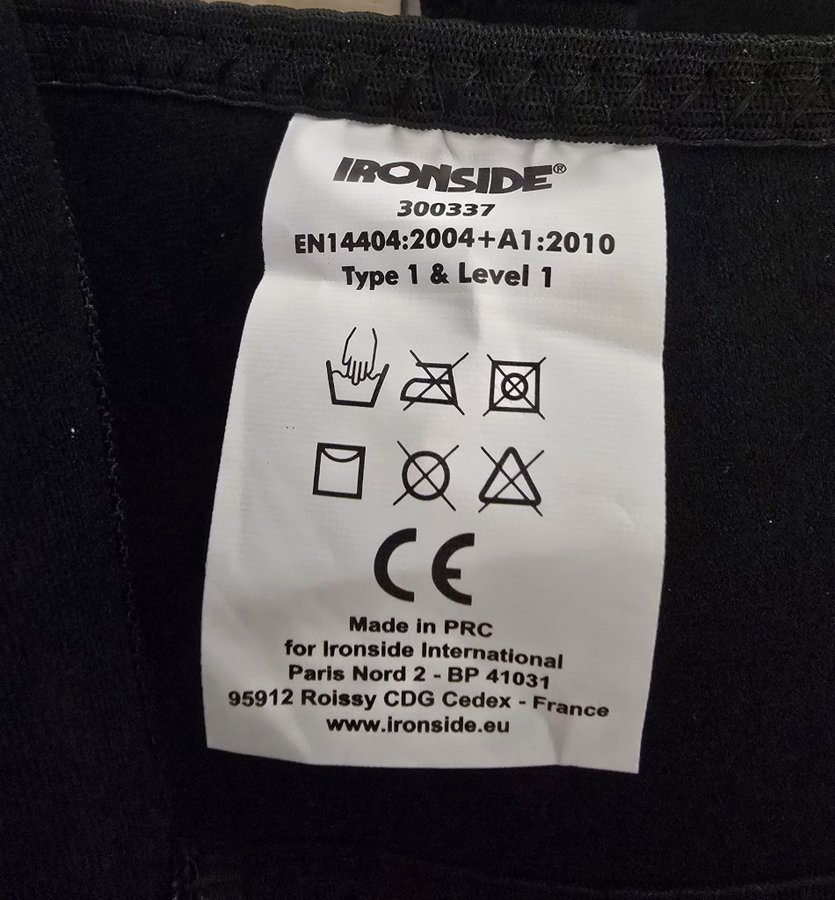 IRONSIDE®
300337
EN14404:2004+A1:2010
Type 1 & Level 1
CE
Made in PRC
for Ironside International
Paris Nord 2 - BP 41031
95912 Roissy CDG Cedex - France
www.ironside.eu